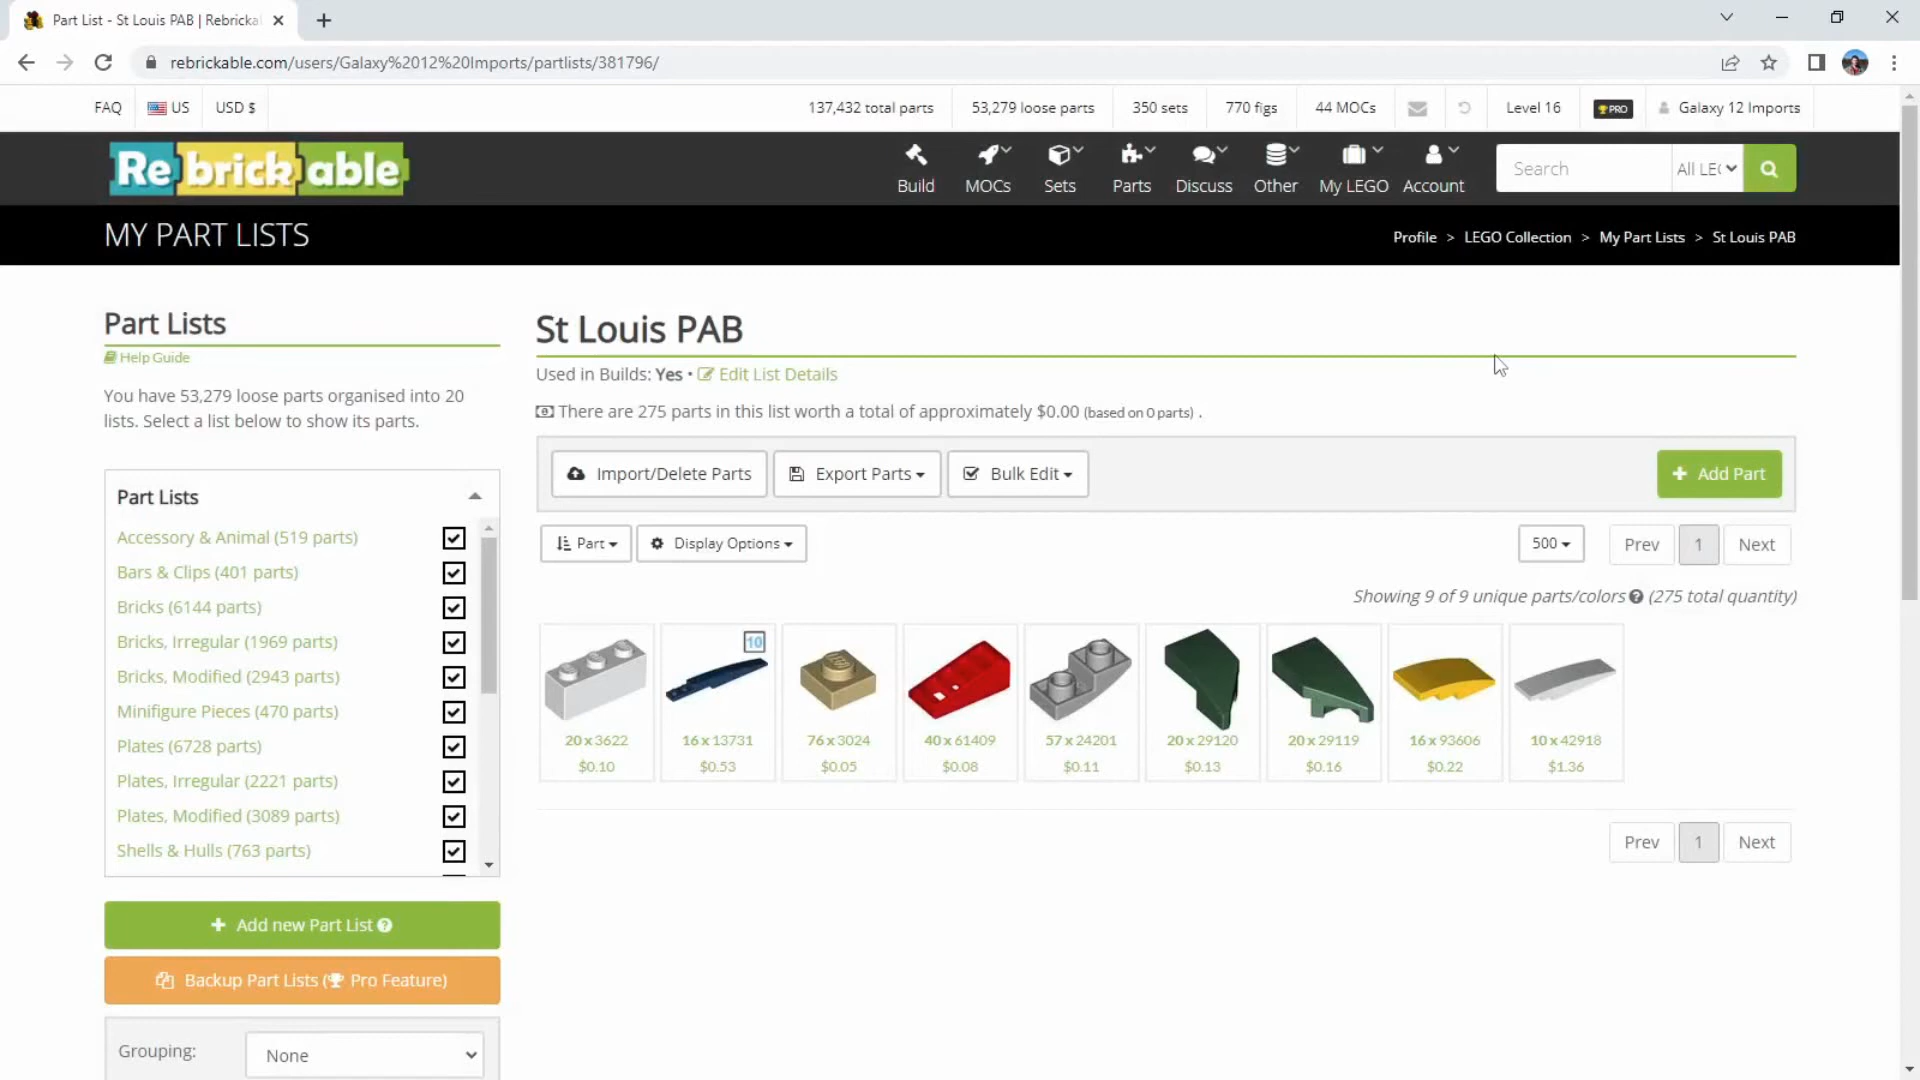 Part List - St Louis PAB | Rebricka
rebrickable.com/users/Galaxy%2012%20Imports/partlists/381796/
FAQ US USD $ 137,432 total parts 53,279 loose parts 350 sets 770 figs 44 MOCs Level 16 PRO Galaxy 12 Imports
Rebrickable
Build MOCs Sets Parts Discuss Other My LEGO Account Search All LEG
MY PART LISTS
Profile > LEGO Collection > My Part Lists > St Louis PAB
Part Lists
Help Guide
You have 53,279 loose parts organised into 20
lists. Select a list below to show its parts.
Part Lists
Accessory & Animal (519 parts)
Bars & Clips (401 parts)
Bricks (6144 parts)
Bricks, Irregular (1969 parts)
Bricks, Modified (2943 parts)
Minifigure Pieces (470 parts)
Plates (6728 parts)
Plates, Irregular (2221 parts)
Plates, Modified (3089 parts)
Shells & Hulls (763 parts)
+ Add new Part List
Backup Part Lists ( Pro Feature)
Grouping: None
St Louis PAB
Used in Builds: Yes • Edit List Details
There are 275 parts in this list worth a total of approximately $0.00 (based on 0 parts) .
Import/Delete Parts Export Parts Bulk Edit + Add Part
Part Display Options 500 Prev 1 Next
Showing 9 of 9 unique parts/colors (275 total quantity)
10
20 x 3622 16 x 13731 76 x 3024 40 x 61409 57 x 24201 20 x 29120 20 x 29119 16 x 93606 10 x 42918
$0.10 $0.53 $0.05 $0.08 $0.11 $0.13 $0.16 $0.22 $1.36
Prev 1 Next